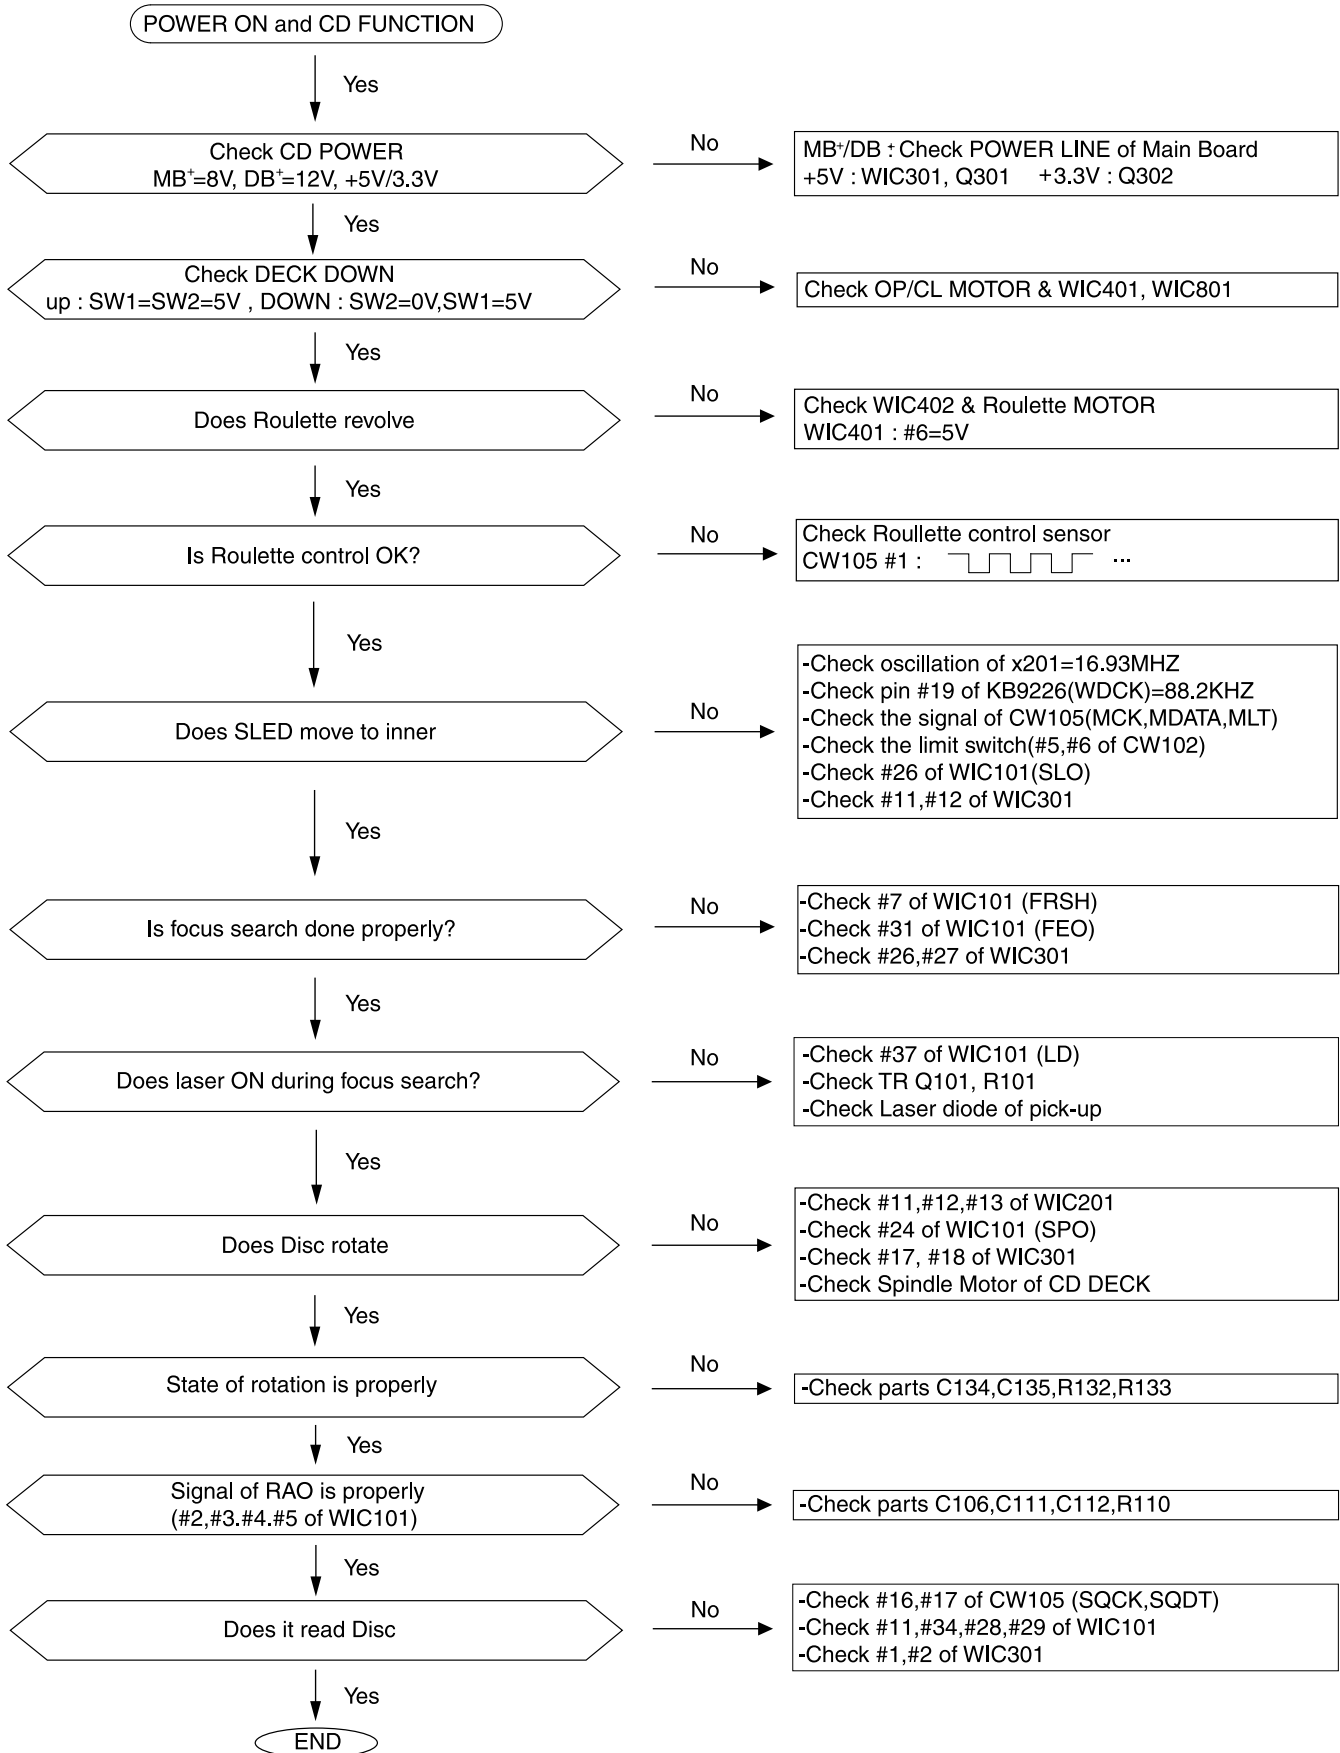 POWER ON and CD FUNCTION
Yes
Check CD POWER
MB+=8V, DB+=12V, +5V/3.3V
No
MB+/DB + : Check POWER LINE of Main Board
+5V : WIC301, Q301 +3.3V : Q302
Yes
Check DECK DOWN
up : SW1=SW2=5V , DOWN : SW2=0V,SW1=5V
No
Check OP/CL MOTOR & WIC401, WIC801
Yes
Does Roulette revolve
No
Check WIC402 & Roulette MOTOR
WIC401 : #6=5V
Yes
Is Roulette control OK?
No
Check Roullette control sensor
CW105 #1 : ...
Yes
Does SLED move to inner
No
-Check oscillation of x201=16.93MHZ
-Check pin #19 of KB9226(WDCK)=88.2KHZ
-Check the signal of CW105(MCK,MDATA,MLT)
-Check the limit switch(#5,#6 of CW102)
-Check #26 of WIC101(SLO)
-Check #11,#12 of WIC301
Yes
Is focus search done properly?
No
-Check #7 of WIC101 (FRSH)
-Check #31 of WIC101 (FEO)
-Check #26,#27 of WIC301
Yes
Does laser ON during focus search?
No
-Check #37 of WIC101 (LD)
-Check TR Q101, R101
-Check Laser diode of pick-up
Yes
Does Disc rotate
No
-Check #11,#12,#13 of WIC201
-Check #24 of WIC101 (SPO)
-Check #17, #18 of WIC301
-Check Spindle Motor of CD DECK
Yes
State of rotation is properly
No
-Check parts C134,C135,R132,R133
Yes
Signal of RAO is properly
(#2,#3.#4.#5 of WIC101)
No
-Check parts C106,C111,C112,R110
Yes
Does it read Disc
No
-Check #16,#17 of CW105 (SQCK,SQDT)
-Check #11,#34,#28,#29 of WIC101
-Check #1,#2 of WIC301
Yes
END